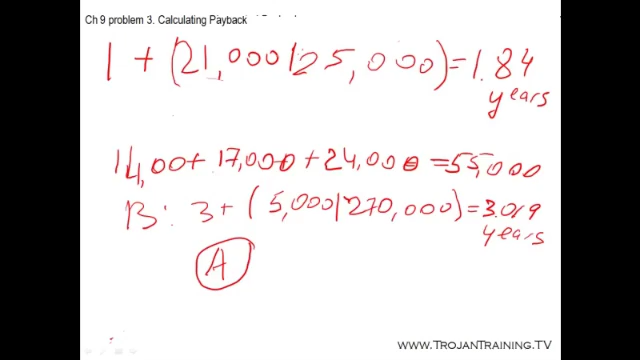 Ch 9 problem 3. Calculating Payback
1 + (21,000/25,000) = 1.84
years
14,00 + 17,000 + 24,000 = 55,000
B: 3 + (5,000/270,000) = 3.019
years
A
www.TrojanTraining.TV